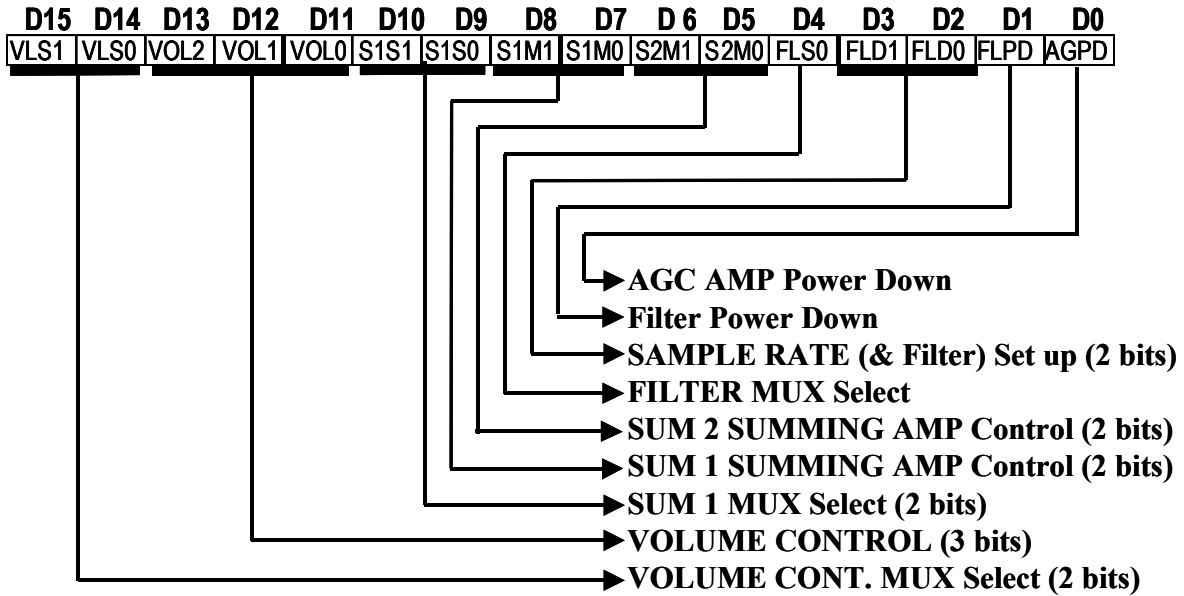 D15 D14 D13 D12 D11 D10 D9 D8 D7 D 6 D5 D4 D3 D2 D1 D0
VLS1 VLS0 VOL2 VOL1 VOL0 S1S1 S1S0 S1M1 S1M0 S2M1 S2M0 FLS0 FLD1 FLD0 FLPD AGPD
AGC AMP Power Down
Filter Power Down
SAMPLE RATE (& Filter) Set up (2 bits)
FILTER MUX Select
SUM 2 SUMMING AMP Control (2 bits)
SUM 1 SUMMING AMP Control (2 bits)
SUM 1 MUX Select (2 bits)
VOLUME CONTROL (3 bits)
VOLUME CONT. MUX Select (2 bits)